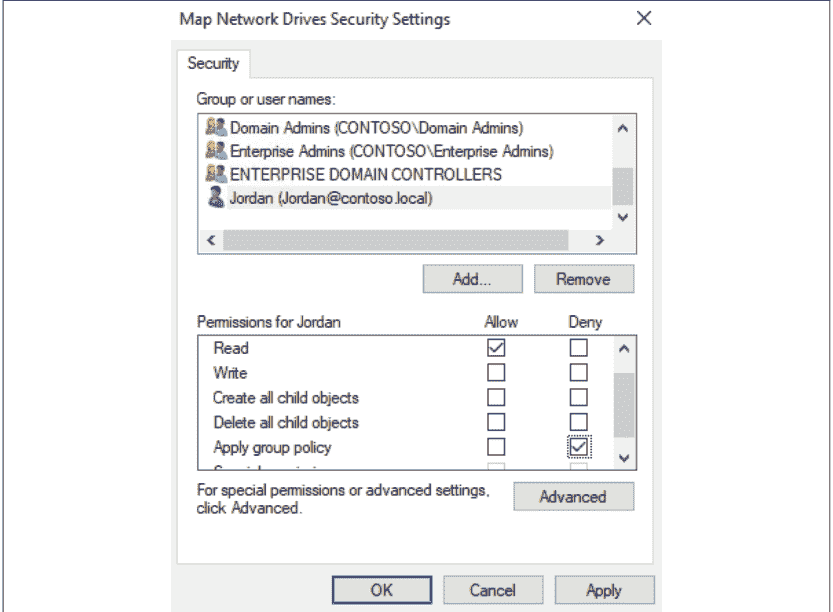 Map Network Drives Security Settings
Security
Group or user names:
Domain Admins (CONTOSO\Domain Admins)
Enterprise Admins (CONTOSO\Enterprise Admins)
ENTERPRISE DOMAIN CONTROLLERS
Jordan (Jordan@contoso.local)
Add... Remove
Permissions for Jordan Allow Deny
Read
Write
Create all child objects
Delete all child objects
Apply group policy
For special permissions or advanced settings,
click Advanced.
Advanced
OK Cancel Apply